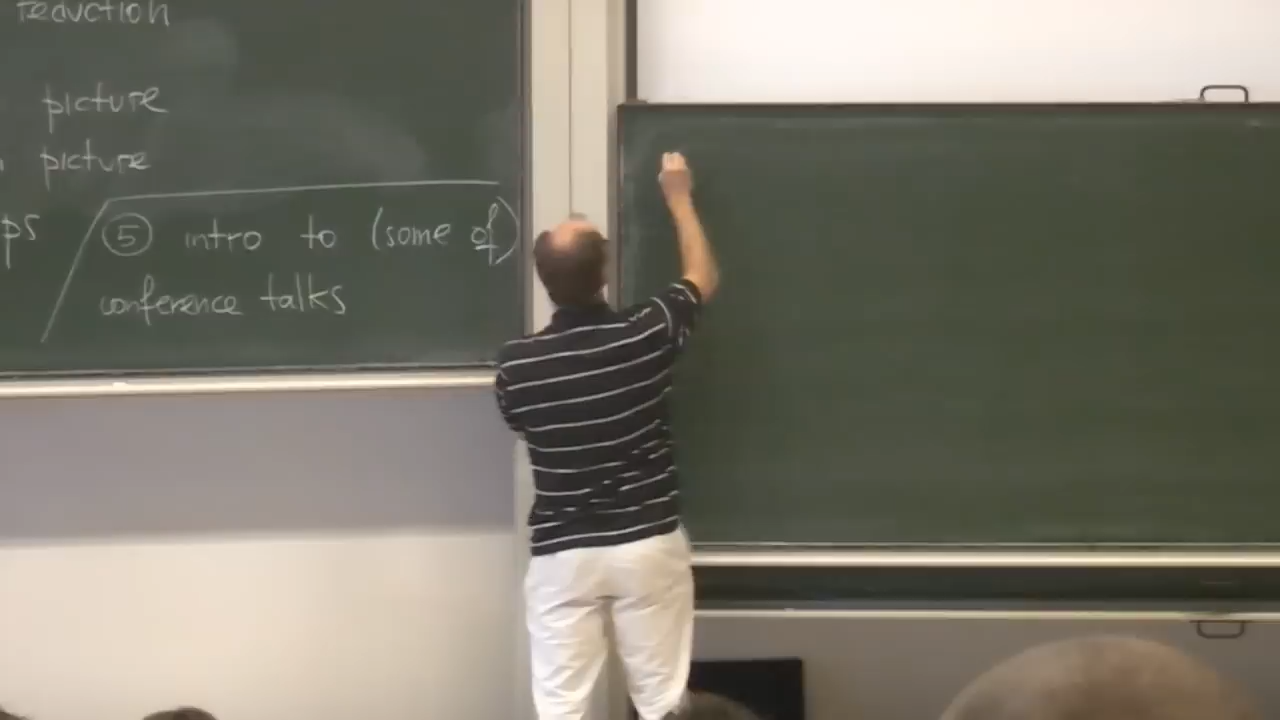 reduction
picture
picture
ps
⑤ intro to (some of)
conference talks